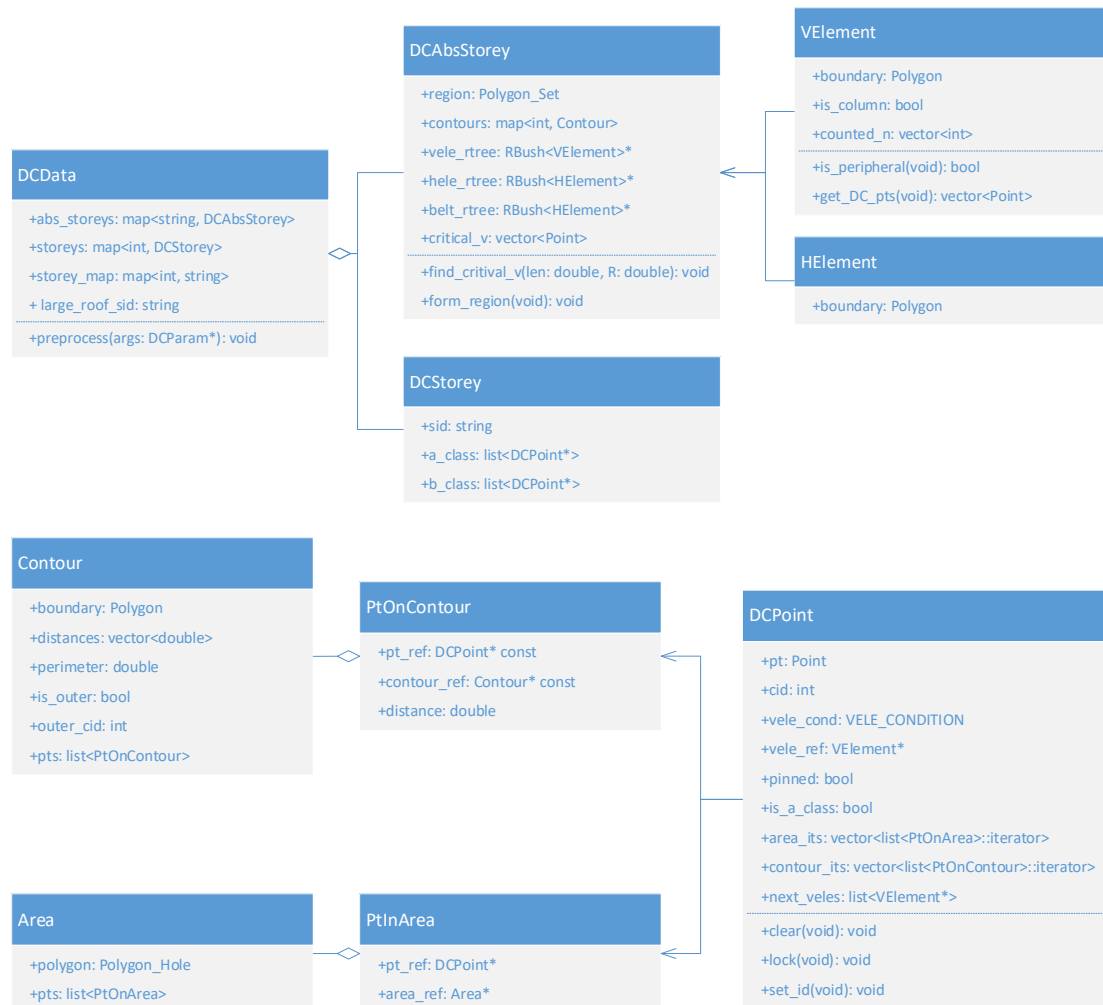 DCData
+abs_storeys: map<string, DCAbsStorey>
+storeys: map<int, DCStorey>
+storey_map: map<int, string>
+ large_roof_sid: string
+preprocess(args: DCParam*): void
DCAbsStorey
+region: Polygon_Set
+contours: map<int, Contour>
+vele_rtree: RBush<VElement>*
+hele_rtree: RBush<HElement>*
+belt_rtree: RBush<HElement>*
+critical_v: vector<Point>
+find_critival_v(len: double, R: double): void
+form_region(void): void
VElement
+boundary: Polygon
+is_column: bool
+counted_n: vector<int>
+is_peripheral(void): bool
+get_DC_pts(void): vector<Point>
HElement
+boundary: Polygon
DCStorey
+sid: string
+a_class: list<DCPoint*>
+b_class: list<DCPoint*>
Contour
+boundary: Polygon
+distances: vector<double>
+perimeter: double
+is_outer: bool
+outer_cid: int
+pts: list<PtOnContour>
PtOnContour
+pt_ref: DCPoint* const
+contour_ref: Contour* const
+distance: double
DCPoint
+pt: Point
+cid: int
+vele_cond: VELE_CONDITION
+vele_ref: VElement*
+pinned: bool
+is_a_class: bool
+area_its: vector<list<PtOnArea>::iterator>
+contour_its: vector<list<PtOnContour>::iterator>
+next_veles: list<VElement*>
+clear(void): void
+lock(void): void
+set_id(void): void
Area
+polygon: Polygon_Hole
+pts: list<PtOnArea>
PtInArea
+pt_ref: DCPoint*
+area_ref: Area*